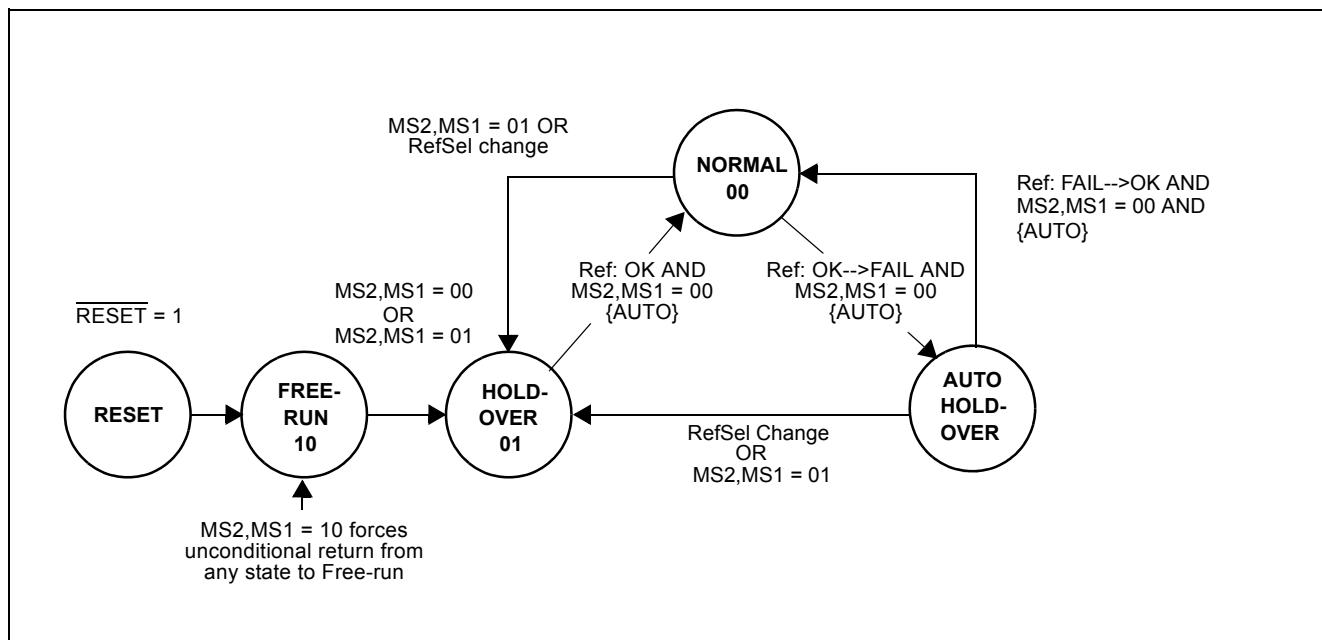 MS2,MS1 = 01 OR
RefSel change
NORMAL
00
Ref: FAIL-->OK AND
MS2,MS1 = 00 AND
{AUTO}
Ref: OK AND
MS2,MS1 = 00
{AUTO}
Ref: OK-->FAIL AND
MS2,MS1 = 00
{AUTO}
MS2,MS1 = 00
OR
MS2,MS1 = 01
RESET = 1
RESET
FREE-
RUN
10
HOLD-
OVER
01
AUTO
HOLD-
OVER
RefSel Change
OR
MS2,MS1 = 01
MS2,MS1 = 10 forces
unconditional return from
any state to Free-run